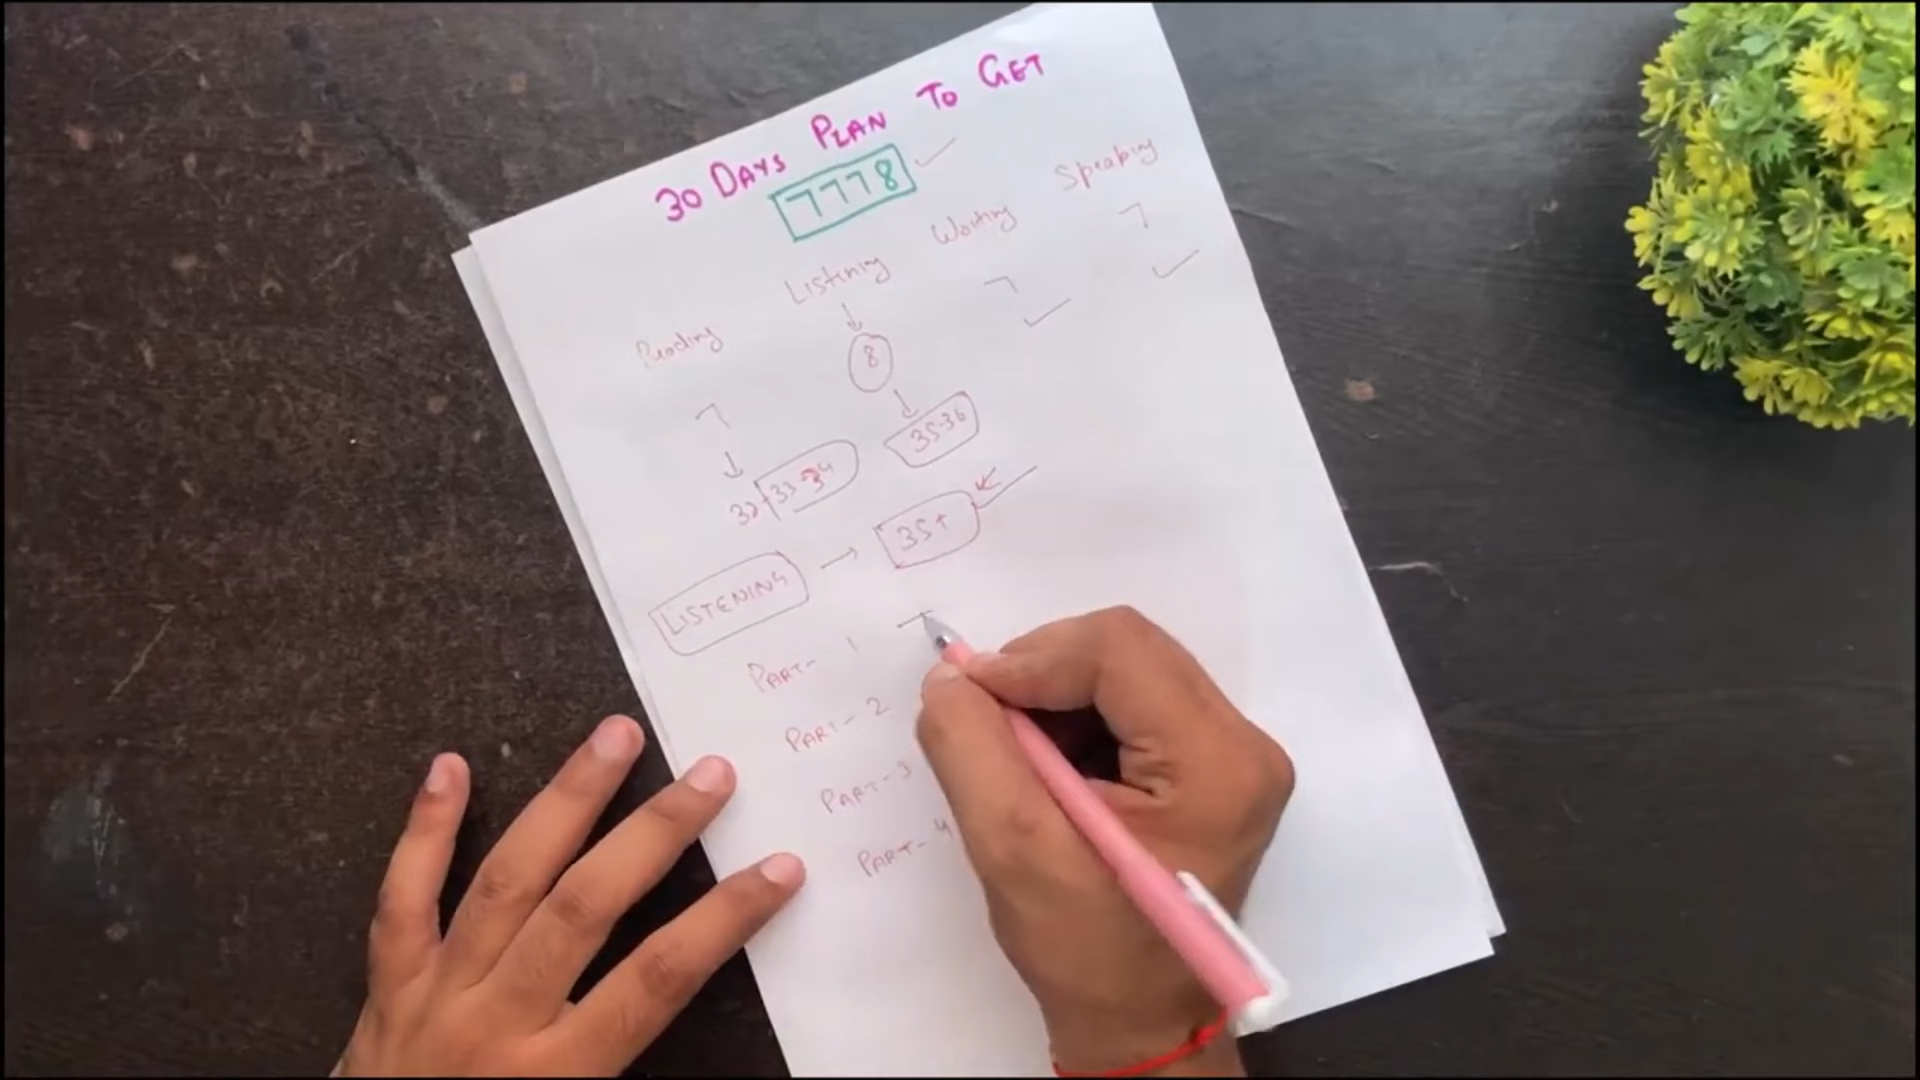 30 DAYS PLAN TO GET
7778
Reading Listening Writing Speaking
7 8 7 7
33-34 35-36
LISTENING → 35+
PART- 1
PART- 2
PART- 3
PART- 4